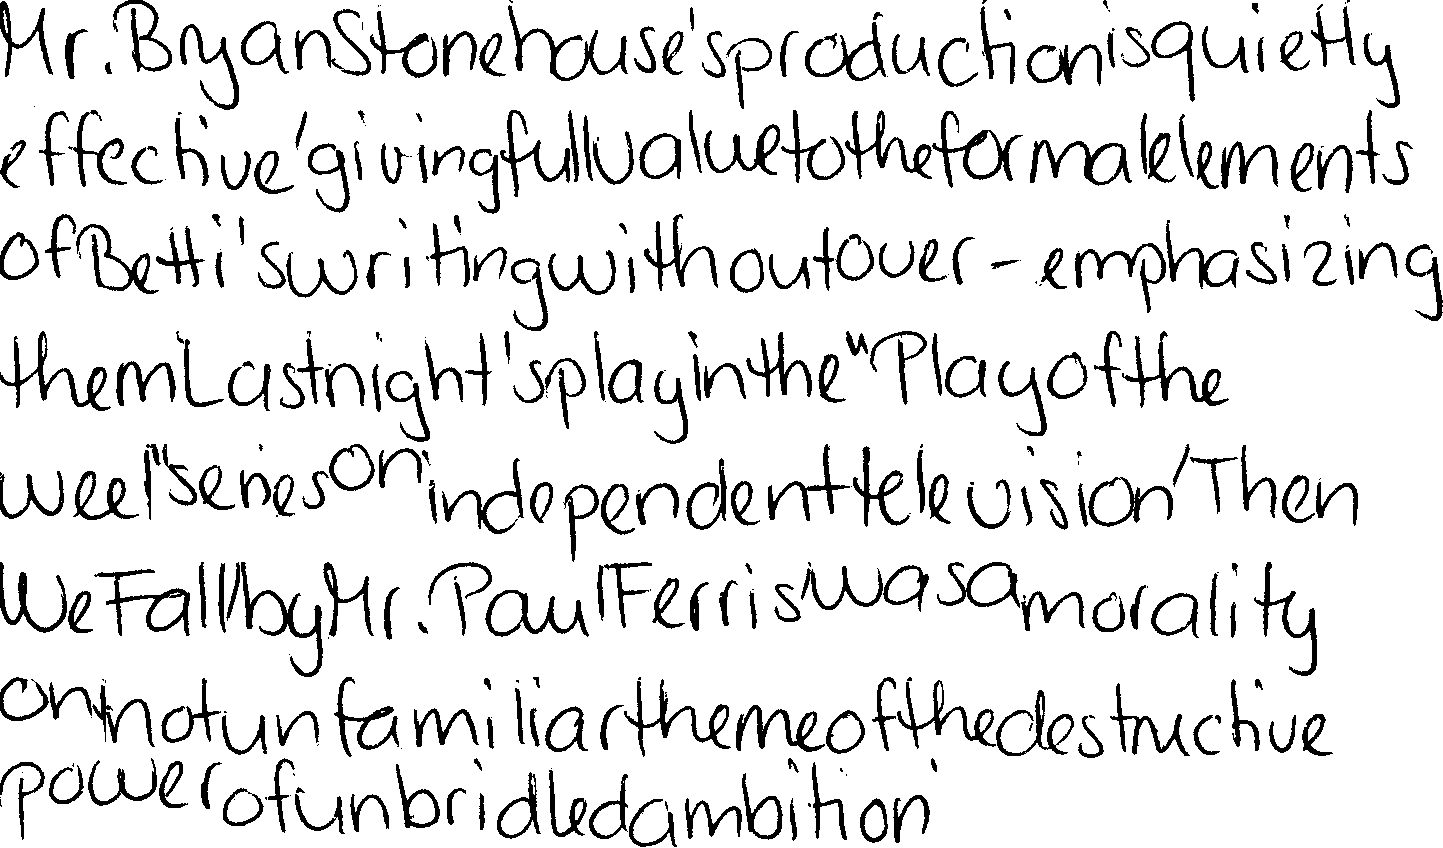 Mr. Bryan Stonehouse's production is quietly
effective, giving full value to the formal elements
of Betti's writing without over-emphasizing
them Last night's play in the "Play of the
week" series on independent television, Then
We Fall, by Mr. Paul Ferris, was a morality
on the not unfamiliar theme of the destructive
power of unbridled ambition